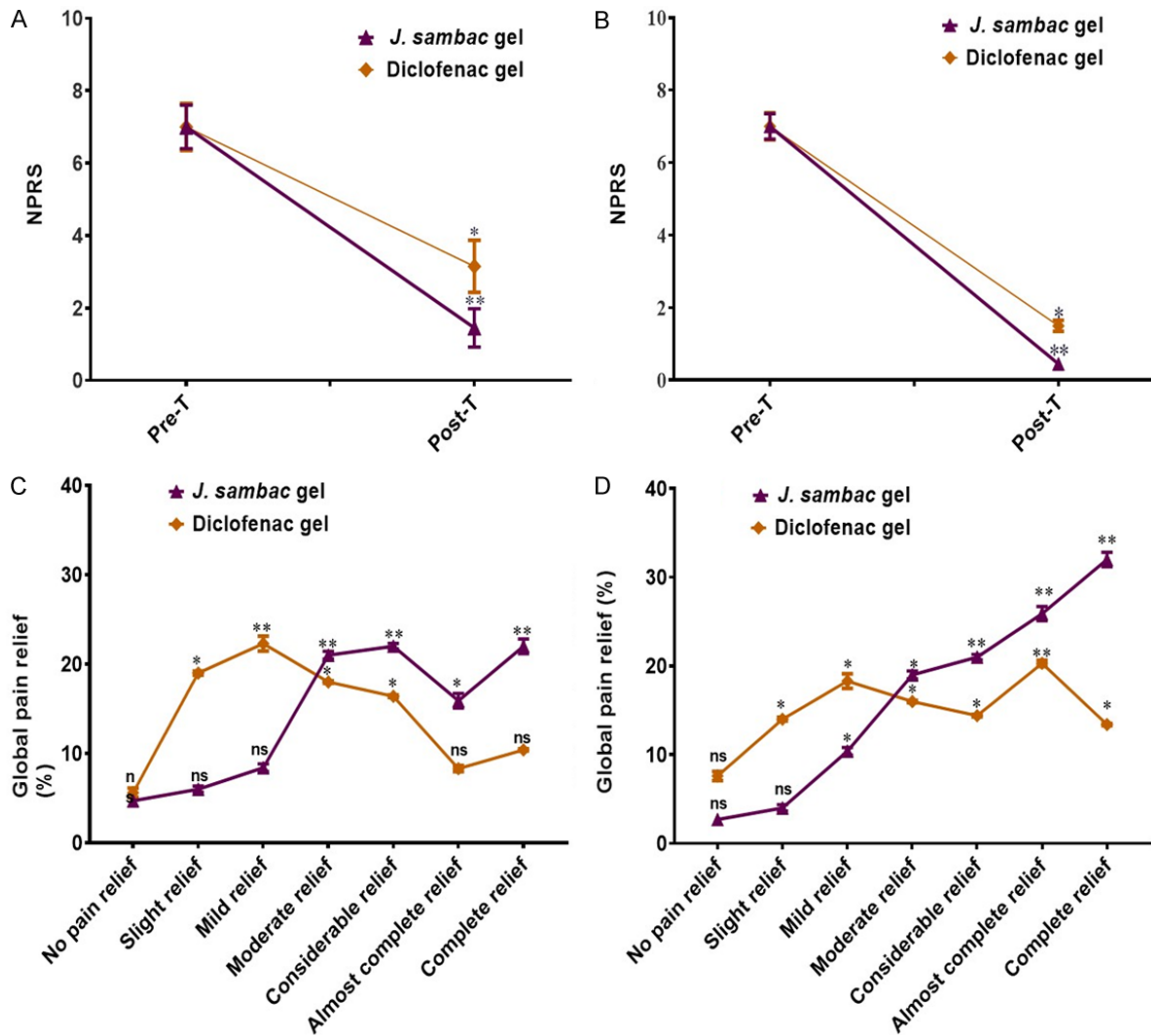 A
10
8
6
4
2
0
NPRS
J. sambac gel
Diclofenac gel
*
**
Pre-T
Post-T
B
10
8
6
4
2
0
NPRS
J. sambac gel
Diclofenac gel
*
**
Pre-T
Post-T
C
40
30
20
10
0
Global pain relief
(%)
J. sambac gel
Diclofenac gel
n
s
*
ns
**
ns
**
*
**
*
*
ns
**
ns
No pain relief
Slight relief
Mild relief
Moderate relief
Considerable relief
Almost complete relief
Complete relief
D
40
30
20
10
0
Global pain relief (%)
J. sambac gel
Diclofenac gel
ns
ns
*
ns
*
*
*
*
**
*
**
**
**
*
No pain relief
Slight relief
Mild relief
Moderate relief
Considerable relief
Almost complete relief
Complete relief